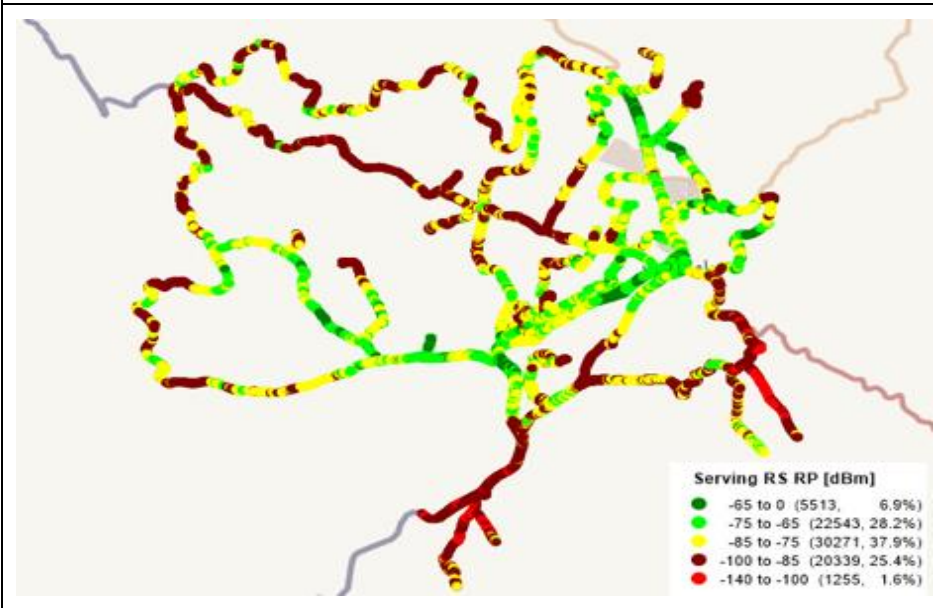 Serving RS RP [dBm]
-65 to 0 (5513, 6.9%)
-75 to -65 (22543, 28.2%)
-85 to -75 (30271, 37.9%)
-100 to -85 (20339, 25.4%)
-140 to -100 (1255, 1.6%)